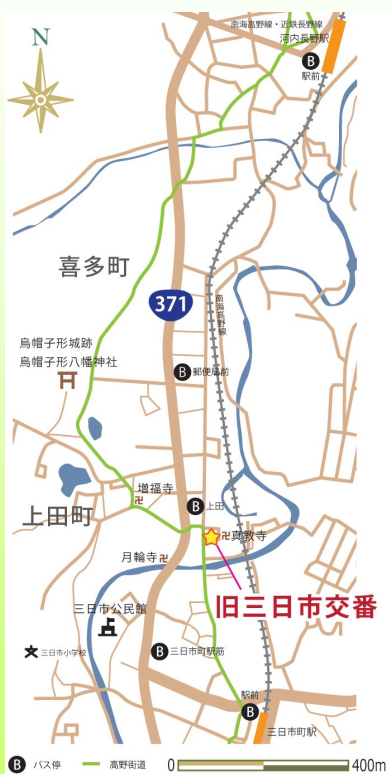 南海高野線・近鉄長野線
河内長野駅
N
B
駅前
喜多町
371
南海高野線
烏帽子形城跡
烏帽子形八幡神社
B 郵便局前
増福寺
上田町
B 上田
真教寺
月輪寺
旧三日市交番
三日市公民館
三日市小学校
B 三日市町駅筋
駅前
B
三日市町駅
B バス停 高野街道 0 400m